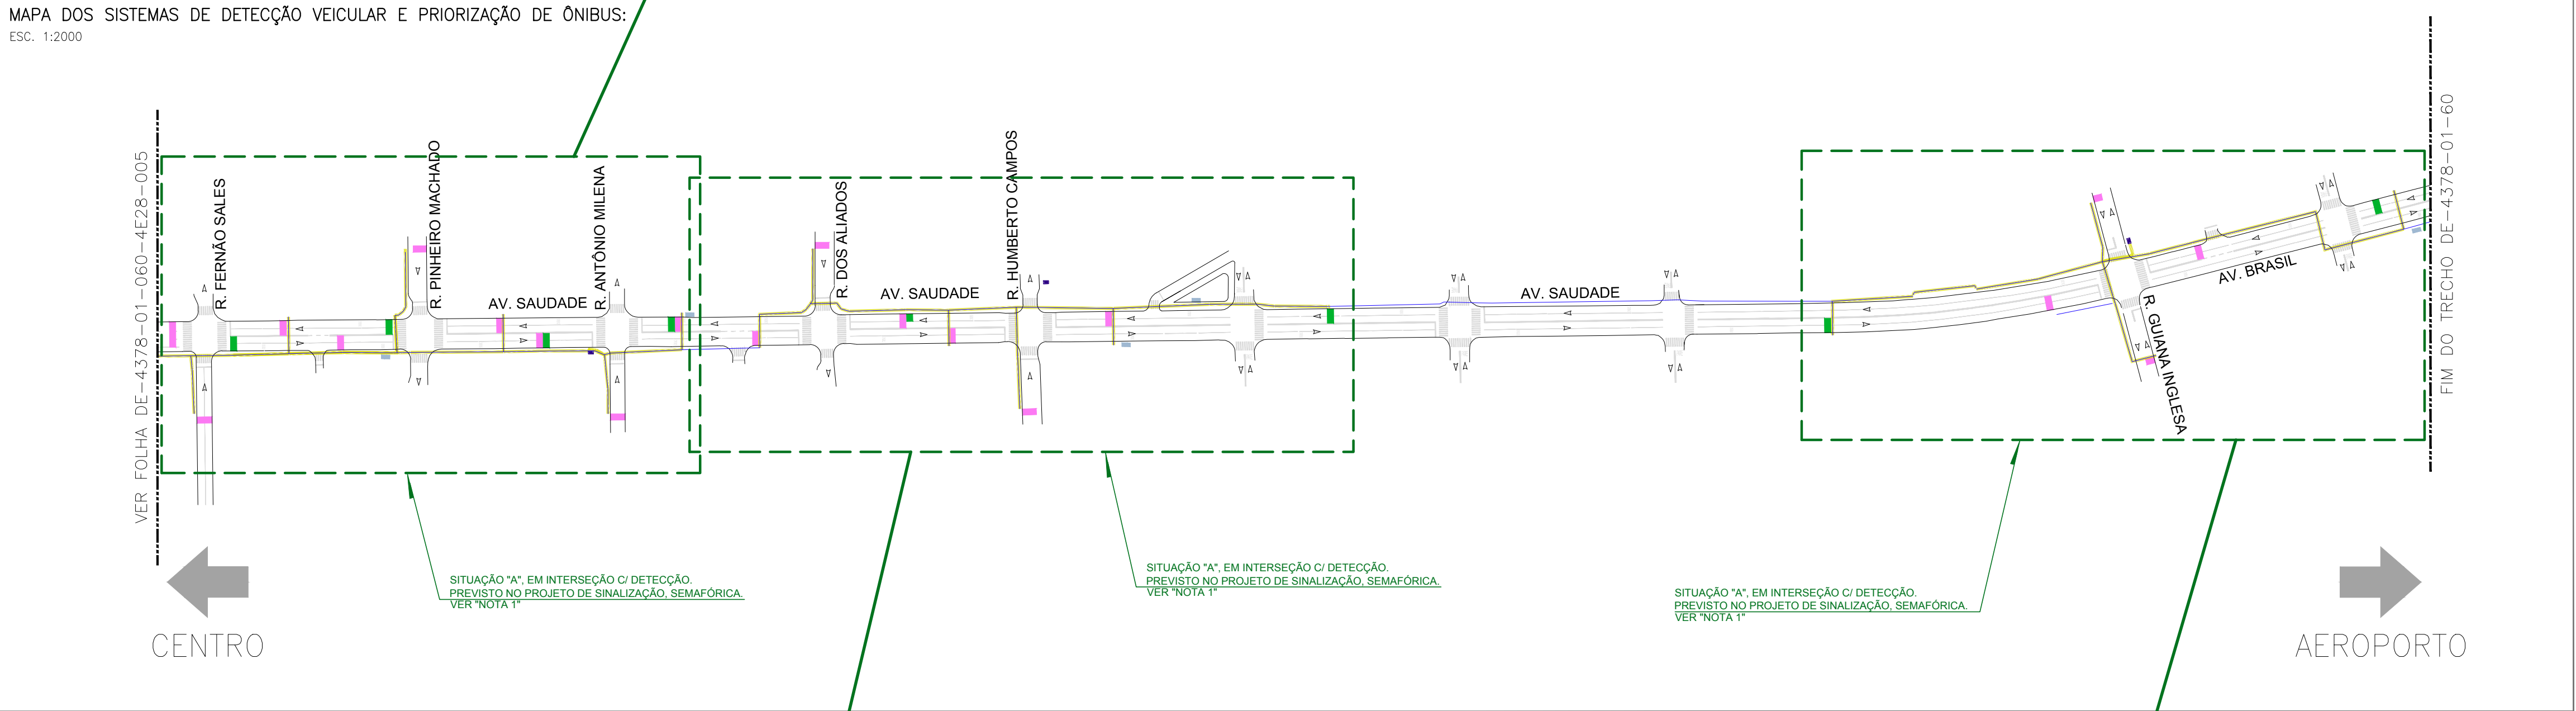 MAPA DOS SISTEMAS DE DETECÇÃO VEICULAR E PRIORIZAÇÃO DE ÔNIBUS:
ESC. 1:2000
VER FOLHA DE-4378-01-060-4E28-005
R. FERNÃO SALES
R. PINHEIRO MACHADO
AV. SAUDADE
R. ANTÔNIO MILENA
R. DOS ALIADOS
AV. SAUDADE
R. HUMBERTO CAMPOS
AV. SAUDADE
R. GUIANA INGLESA
AV. BRASIL
FIM DO TRECHO DE-4378-01-60
SITUAÇÃO "A", EM INTERSEÇÃO C/ DETECÇÃO.
PREVISTO NO PROJETO DE SINALIZAÇÃO, SEMAFÓRICA.
VER "NOTA 1"
SITUAÇÃO "A", EM INTERSEÇÃO C/ DETECÇÃO.
PREVISTO NO PROJETO DE SINALIZAÇÃO, SEMAFÓRICA.
VER "NOTA 1"
SITUAÇÃO "A", EM INTERSEÇÃO C/ DETECÇÃO.
PREVISTO NO PROJETO DE SINALIZAÇÃO, SEMAFÓRICA.
VER "NOTA 1"
CENTRO
AEROPORTO